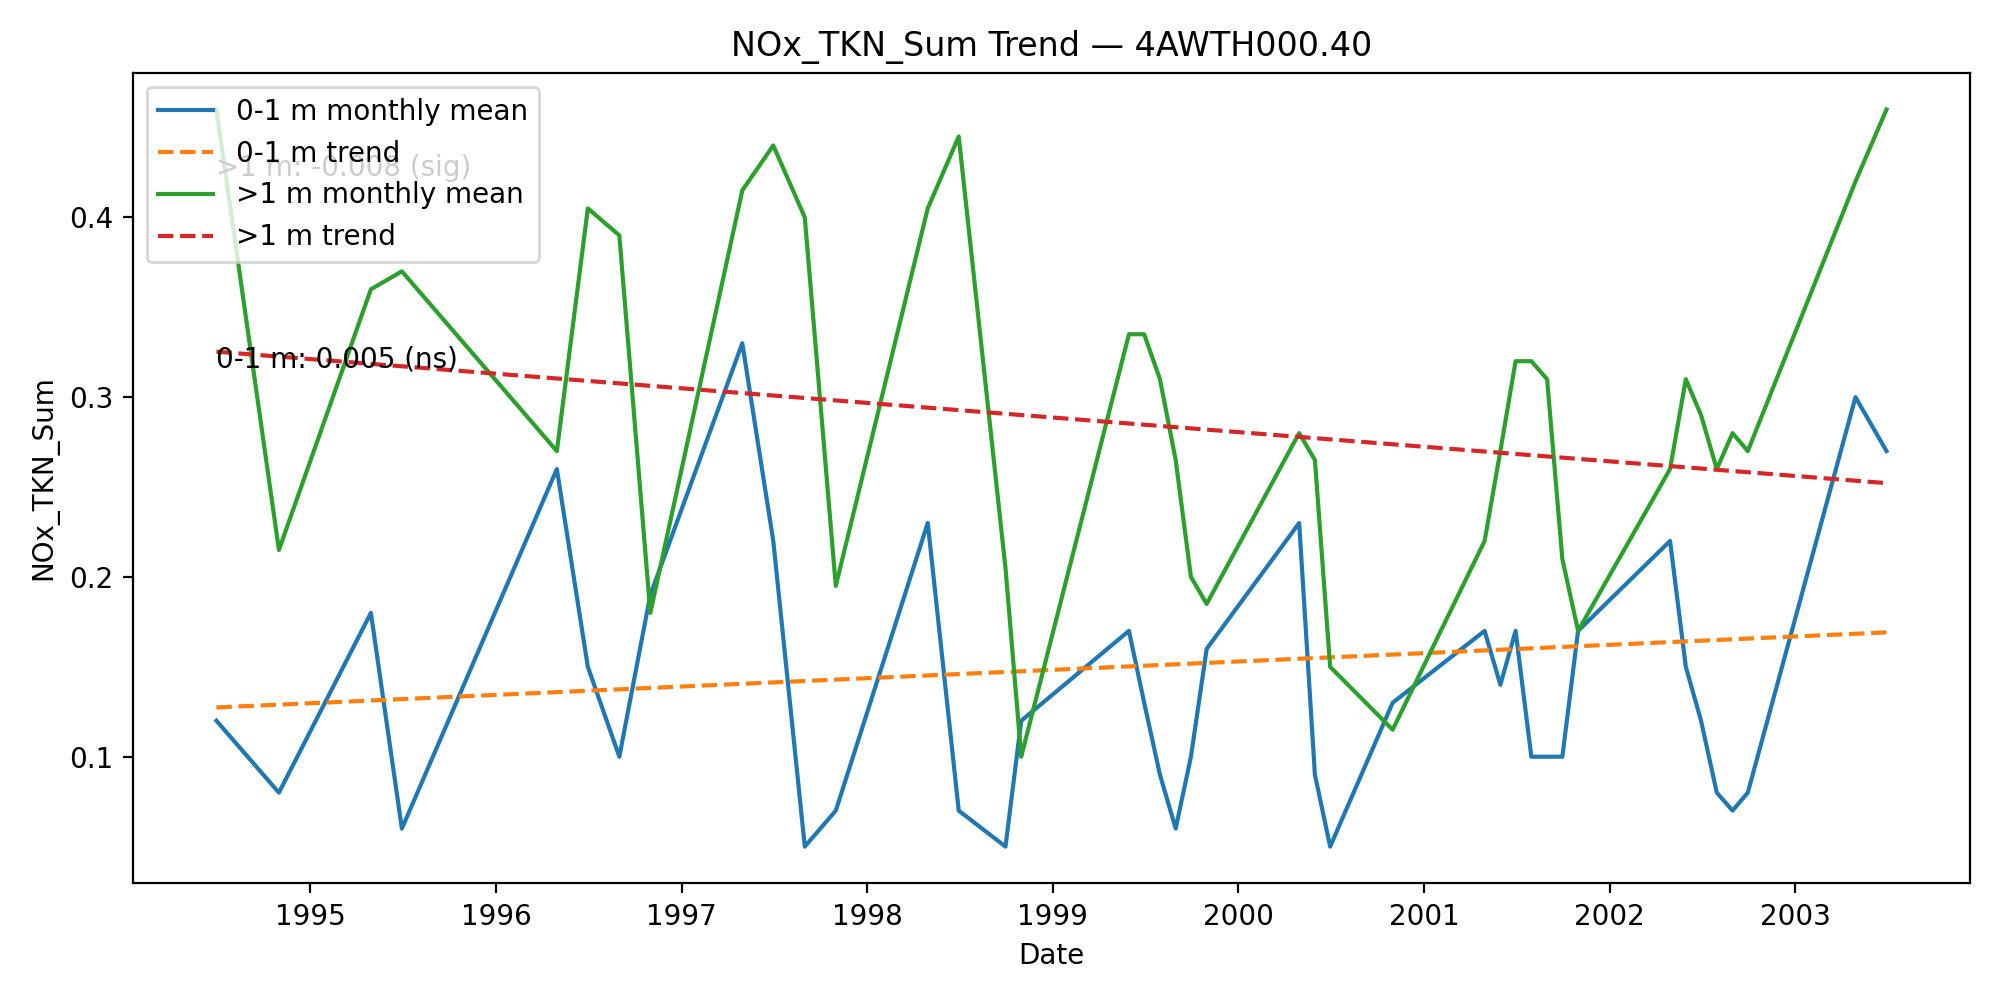 NOx_TKN_Sum Trend — 4AWTH000.40
0-1 m monthly mean
0-1 m trend
>1 m: -0.008 (sig)
>1 m monthly mean
>1 m trend
0-1 m: 0.005 (ns)
NOx_TKN_Sum
0.4
0.3
0.2
0.1
1995 1996 1997 1998 1999 2000 2001 2002 2003
Date